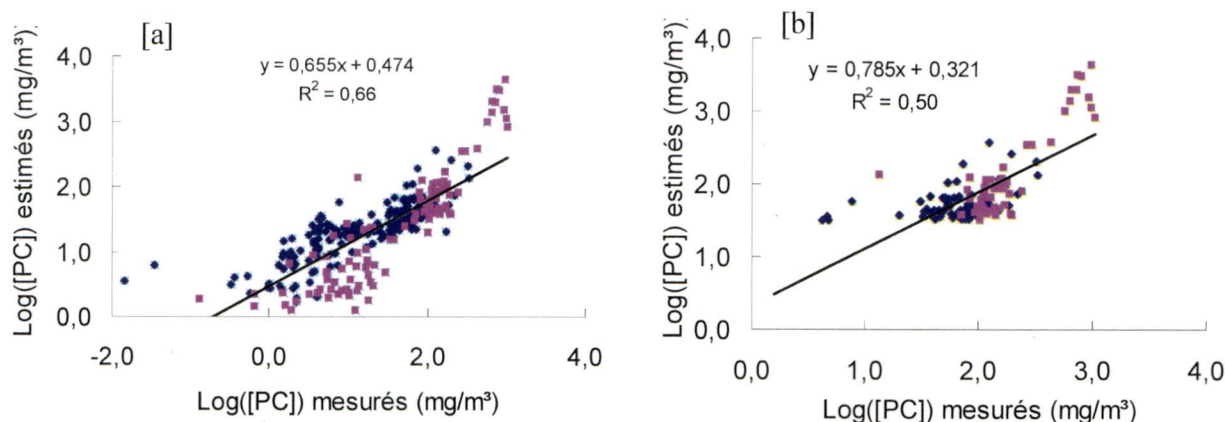 [a]
y = 0,655x + 0,474
R² = 0,66
Log([PC]) estimés (mg/m³)
4,0
3,0
2,0
1,0
0,0
-2,0 0,0 2,0 4,0
Log([PC]) mesurés (mg/m³)
[b]
y = 0,785x + 0,321
R² = 0,50
Log([PC]) estimés (mg/m³)
4,0
3,0
2,0
1,0
0,0
0,0 1,0 2,0 3,0 4,0
Log([PC]) mesurés (mg/m³)